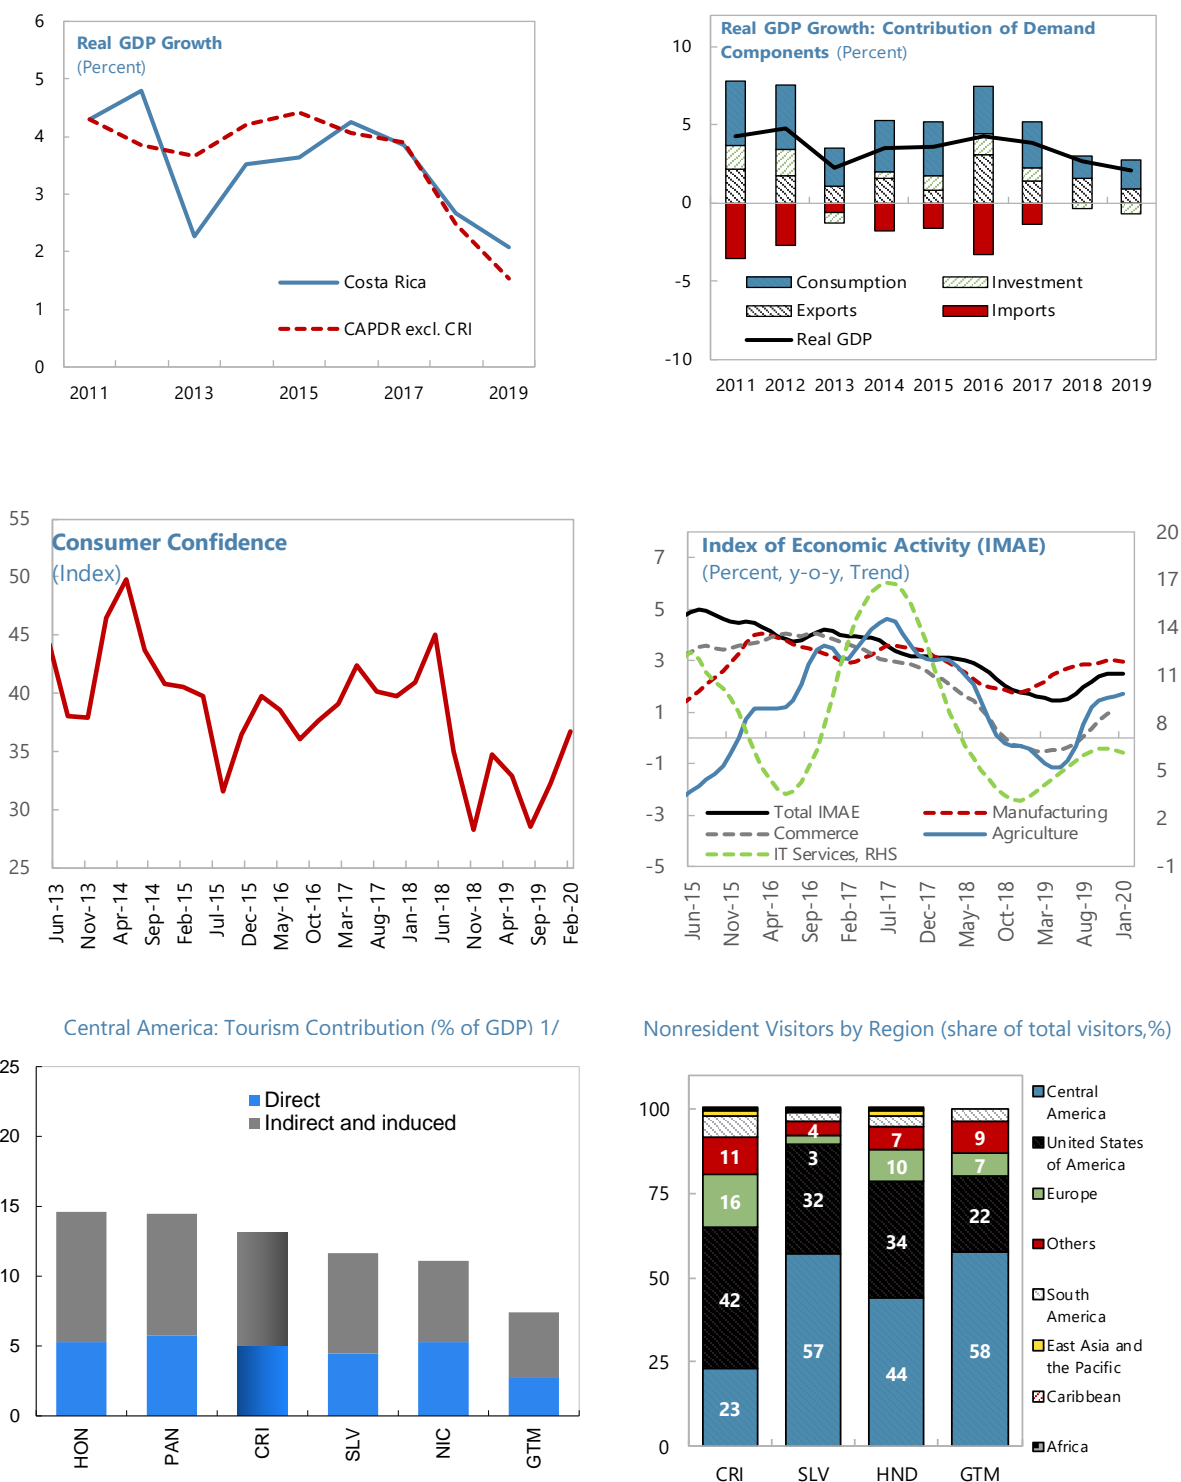 Real GDP Growth
(Percent)
6
5
4
3
2
1
0
Costa Rica
CAPDR excl. CRI
2011 2013 2015 2017 2019
Real GDP Growth: Contribution of Demand
Components (Percent)
10
5
0
-5
-10
Consumption
Investment
Exports
Imports
Real GDP
2011 2012 2013 2014 2015 2016 2017 2018 2019
Consumer Confidence
(Index)
55
50
45
40
35
30
25
Jun-13 Nov-13 Apr-14 Sep-14 Feb-15 Jul-15 Dec-15 May-16 Oct-16 Mar-17 Aug-17 Jan-18 Jun-18 Nov-18 Apr-19 Sep-19 Feb-20
Index of Economic Activity (IMAE)
(Percent, y-o-y, Trend)
7
5
3
1
-1
-3
-5
20
17
14
11
8
5
2
-1
Total IMAE
Manufacturing
Commerce
Agriculture
IT Services, RHS
Jun-15 Nov-15 Apr-16 Sep-16 Feb-17 Jul-17 Dec-17 May-18 Oct-18 Mar-19 Aug-19 Jan-20
Central America: Tourism Contribution (% of GDP) 1/
25
20
15
10
5
0
Direct
Indirect and induced
HON PAN CRI SLV NIC GTM
Nonresident Visitors by Region (share of total visitors,%)
100
75
50
25
0
11
16
42
23
4
3
32
57
7
10
34
44
9
7
22
58
CRI SLV HND GTM
Central
America
United States
of America
Europe
Others
South
America
East Asia and
the Pacific
Caribbean
Africa